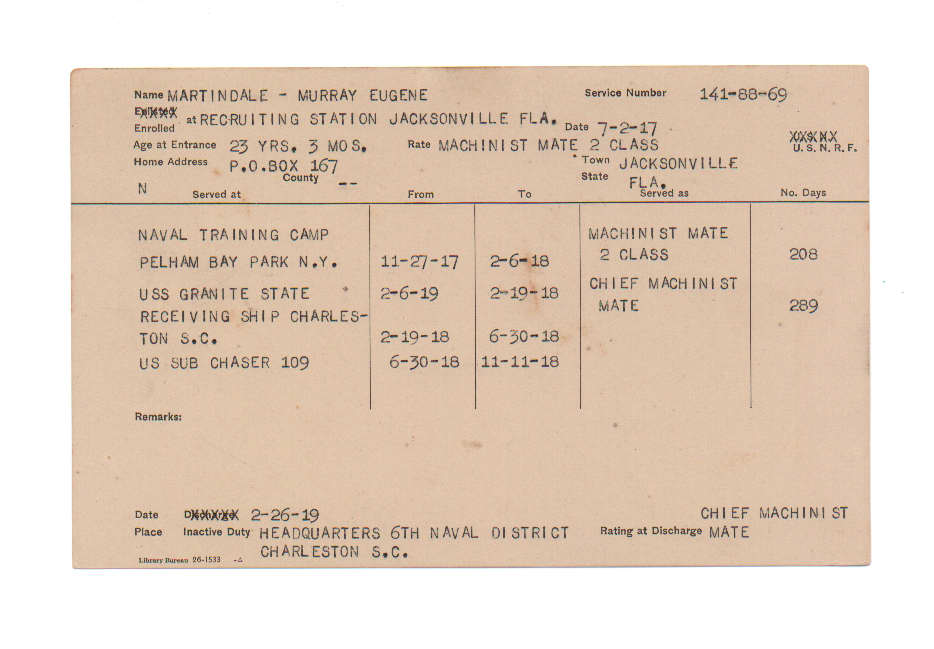 Name MARTINDALE - MURRAY EUGENE Service Number 141-88-69
Enrolled at RECRUITING STATION JACKSONVILLE FLA. Date 7-2-17
Age at Entrance 23 YRS. 3 MOS. Rate MACHINIST MATE 2 CLASS U.S.N.R.F.
Home Address P.O.BOX 167 Town JACKSONVILLE
N County -- State FLA.
Served at From To Served as No. Days
NAVAL TRAINING CAMP MACHINIST MATE
PELHAM BAY PARK N.Y. 11-27-17 2-6-18 2 CLASS 208
USS GRANITE STATE 2-6-19 2-19-18 CHIEF MACHINIST
RECEIVING SHIP CHARLES- MATE 289
TON S.C. 2-19-18 6-30-18
US SUB CHASER 109 6-30-18 11-11-18
Remarks:
Date 2-26-19 CHIEF MACHINIST
Place Inactive Duty HEADQUARTERS 6TH NAVAL DISTRICT Rating at Discharge MATE
CHARLESTON S.C.
Library Bureau 26-1533